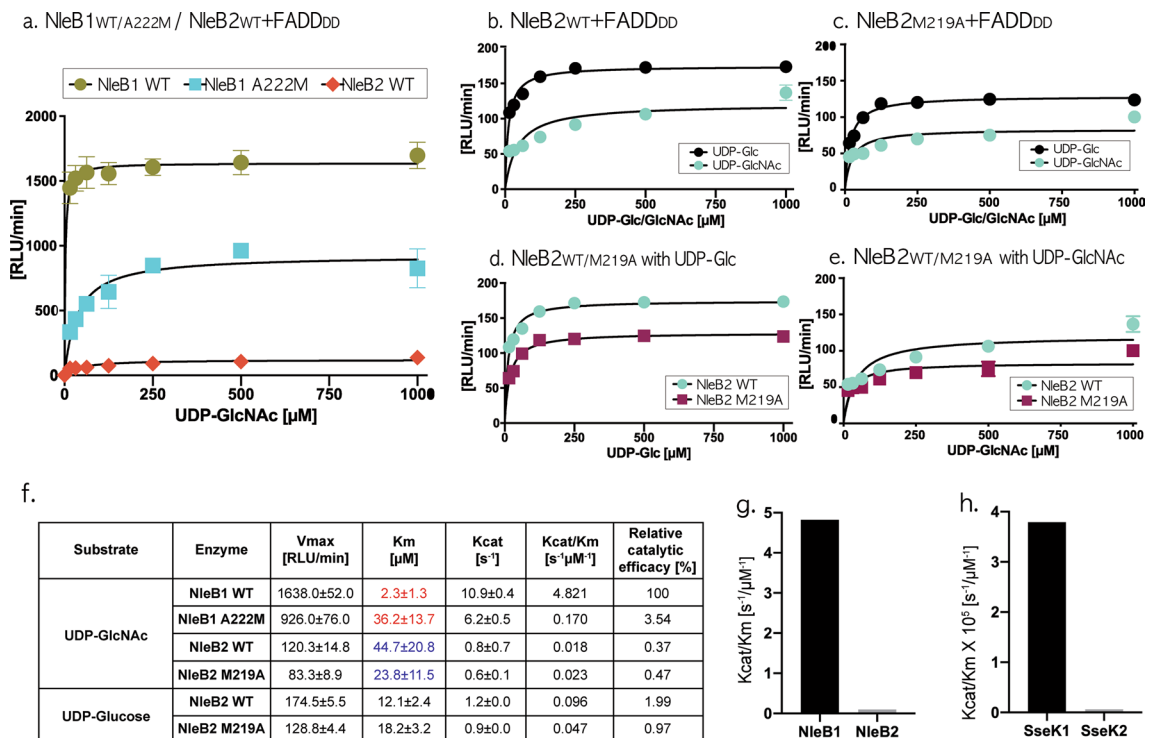 a. NleB1WT/A222M / NleB2WT+FADDDD
NleB1 WT
NleB1 A222M
NleB2 WT
[RLU/min]
2000
1500
1000
500
0
0
250
500
1000
UDP-GlcNAc [µM]
b. NleB2WT+FADDDD
[RLU/min]
200
150
100
50
0
0
250
500
1000
UDP-Glc
UDP-GlcNAc
UDP-Glc/GlcNAc [µM]
c. NleB2M219A+FADDDD
[RLU/min]
200
150
100
50
0
0
250
500
1000
UDP-Glc
UDP-GlcNAc
UDP-Glc/GlcNAc [µM]
d. NleB2WT/M219A with UDP-Glc
[RLU/min]
200
150
100
50
0
0
250
500
1000
NleB2 WT
NleB2 M219A
UDP-Glc [µM]
e. NleB2WT/M219A with UDP-GlcNAc
[RLU/min]
200
150
100
50
0
0
250
500
1000
NleB2 WT
NleB2 M219A
UDP-GlcNAc [µM]
f.
Substrate Enzyme Vmax [RLU/min] Km [µM] Kcat [s-1] Kcat/Km [s-1µM-1] Relative catalytic efficacy [%]
UDP-GlcNAc
NleB1 WT 1638.0±52.0 2.3±1.3 10.9±0.4 4.821 100
NleB1 A222M 926.0±76.0 36.2±13.7 6.2±0.5 0.170 3.54
NleB2 WT 120.3±14.8 44.7±20.8 0.8±0.7 0.018 0.37
NleB2 M219A 83.3±8.9 23.8±11.5 0.6±0.1 0.023 0.47
UDP-Glucose
NleB2 WT 174.5±5.5 12.1±2.4 1.2±0.0 0.096 1.99
NleB2 M219A 128.8±4.4 18.2±3.2 0.9±0.0 0.047 0.97
g.
Kcat/Km [s-1/µM-1]
5
4
3
2
1
0
NleB1 NleB2
h.
Kcat/Km X 105 [s-1/µM-1]
4
3
2
1
0
SseK1 SseK2